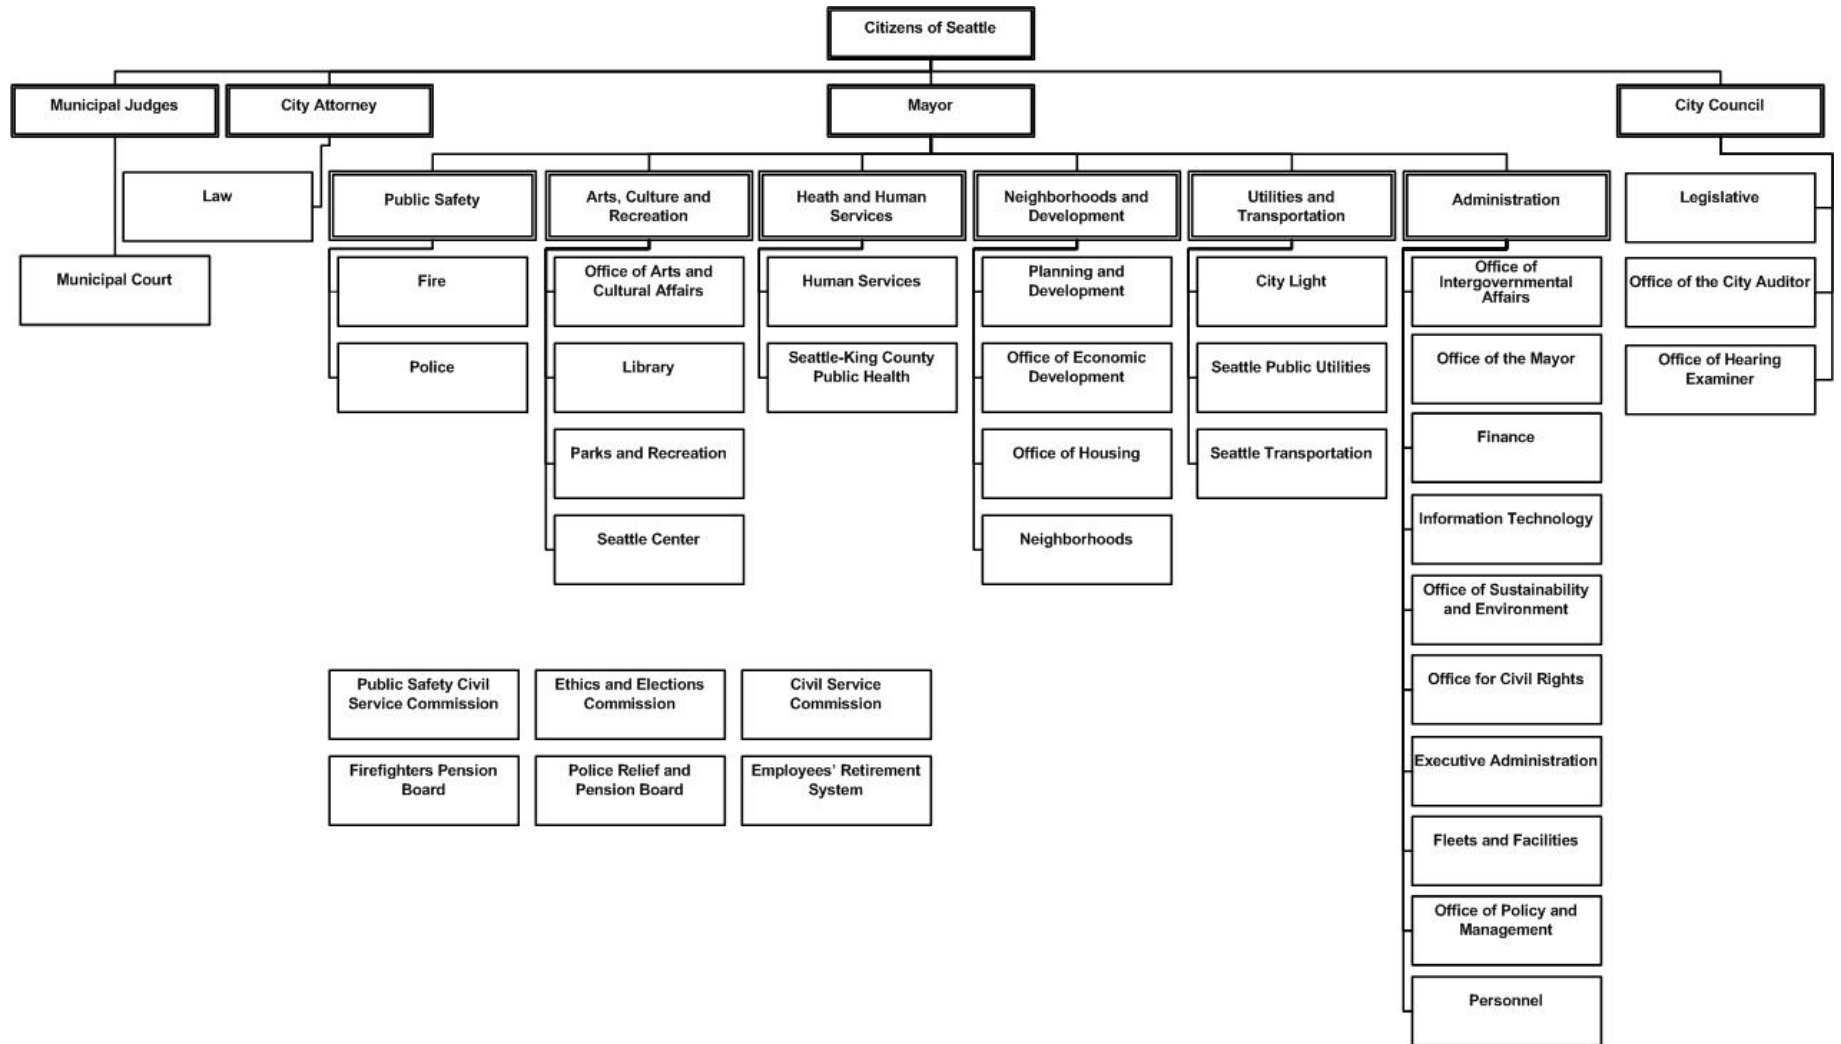 Citizens of Seattle
Municipal Judges
City Attorney
Mayor
City Council
Law
Public Safety
Arts, Culture and
Recreation
Heath and Human
Services
Neighborhoods and
Development
Utilities and
Transportation
Administration
Legislative
Municipal Court
Fire
Office of Arts and
Cultural Affairs
Human Services
Planning and
Development
City Light
Office of
Intergovernmental
Affairs
Office of the City Auditor
Police
Library
Seattle-King County
Public Health
Office of Economic
Development
Seattle Public Utilities
Office of the Mayor
Office of Hearing
Examiner
Parks and Recreation
Office of Housing
Seattle Transportation
Finance
Seattle Center
Neighborhoods
Information Technology
Office of Sustainability
and Environment
Public Safety Civil
Service Commission
Ethics and Elections
Commission
Civil Service
Commission
Office for Civil Rights
Firefighters Pension
Board
Police Relief and
Pension Board
Employees’ Retirement
System
Executive Administration
Fleets and Facilities
Office of Policy and
Management
Personnel